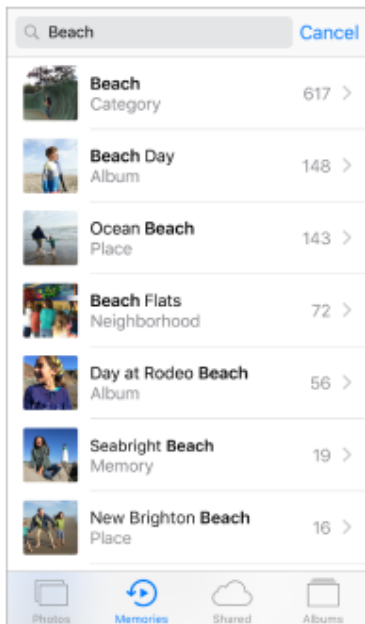 Beach
Cancel
Beach
Category
617
Beach Day
Album
148
Ocean Beach
Place
143
Beach Flats
Neighborhood
72
Day at Rodeo Beach
Album
56
Seabright Beach
Memory
19
New Brighton Beach
Place
16
Photos
Memories
Shared
Albums